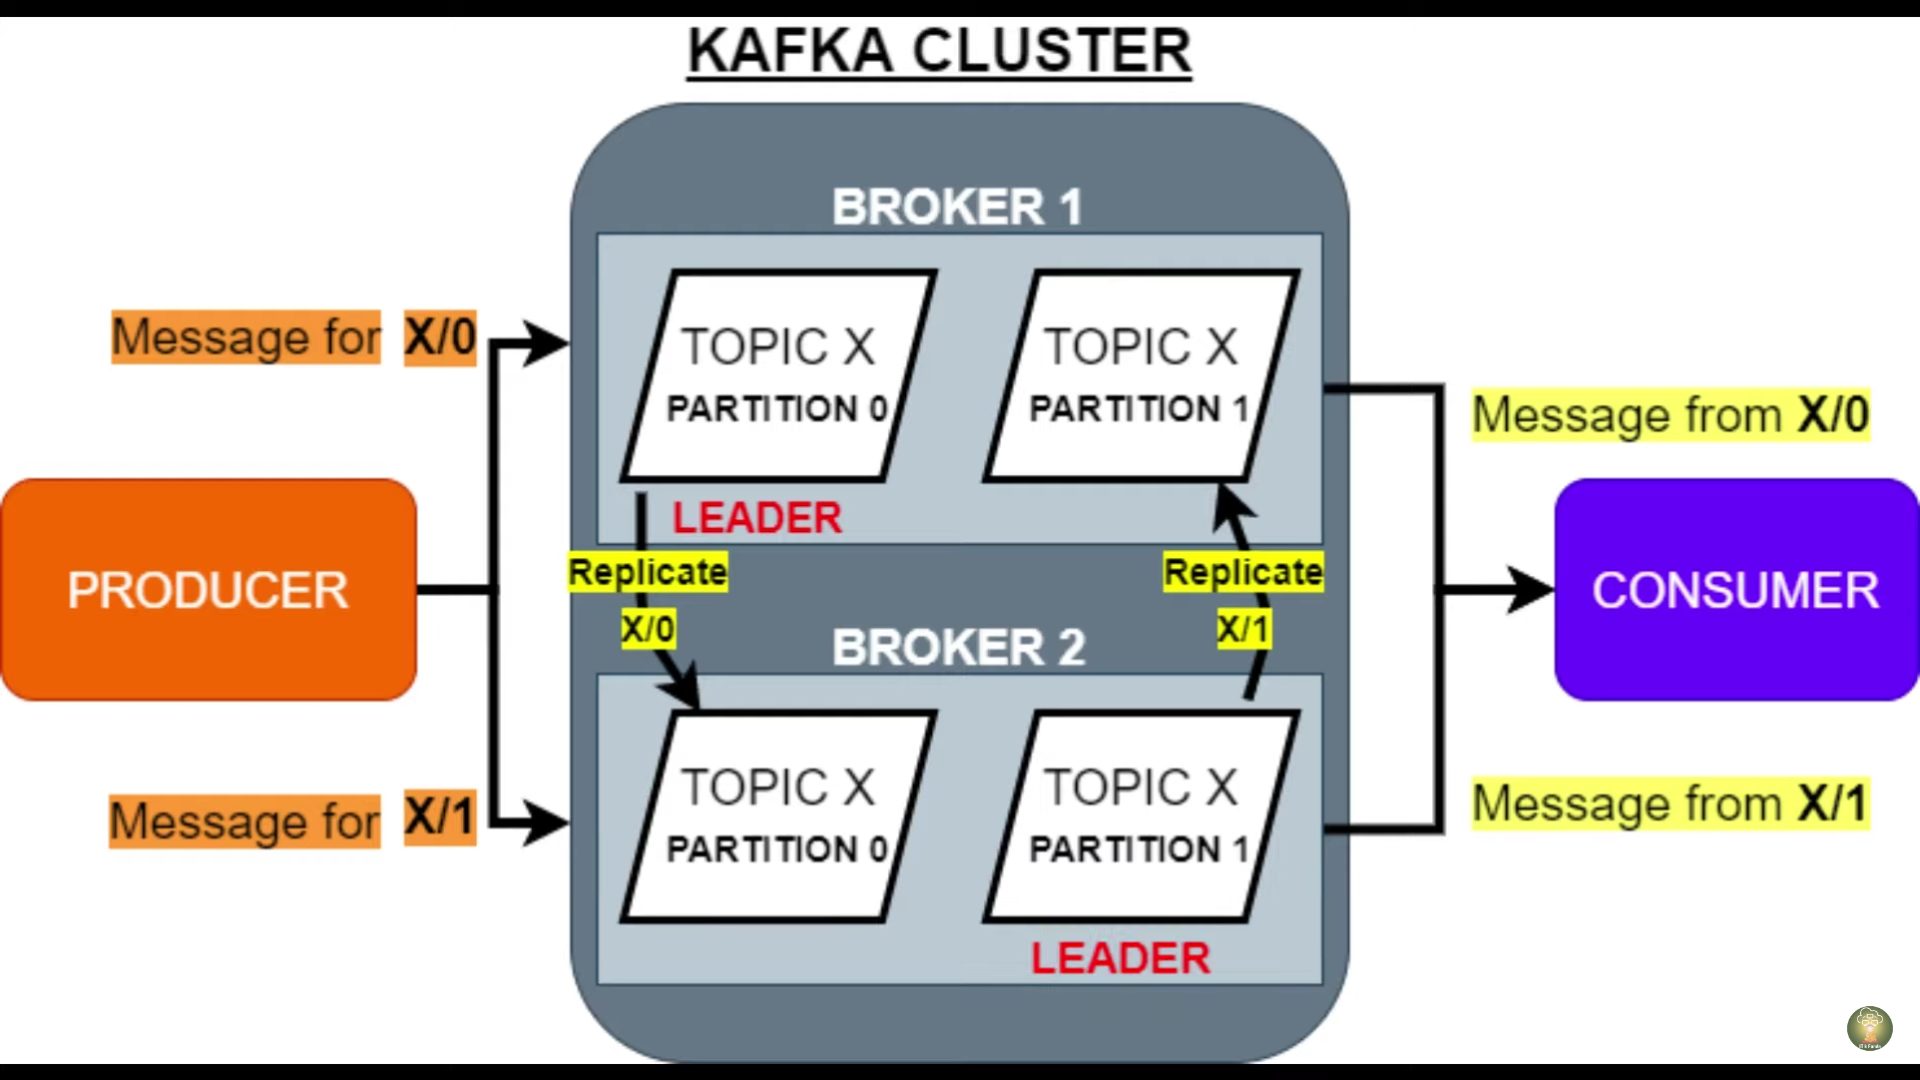 KAFKA CLUSTER
BROKER 1
TOPIC X
PARTITION 0
LEADER
TOPIC X
PARTITION 1
Message for X/0
PRODUCER
Message for X/1
Replicate
X/0
Replicate
X/1
BROKER 2
TOPIC X
PARTITION 0
TOPIC X
PARTITION 1
LEADER
Message from X/0
CONSUMER
Message from X/1